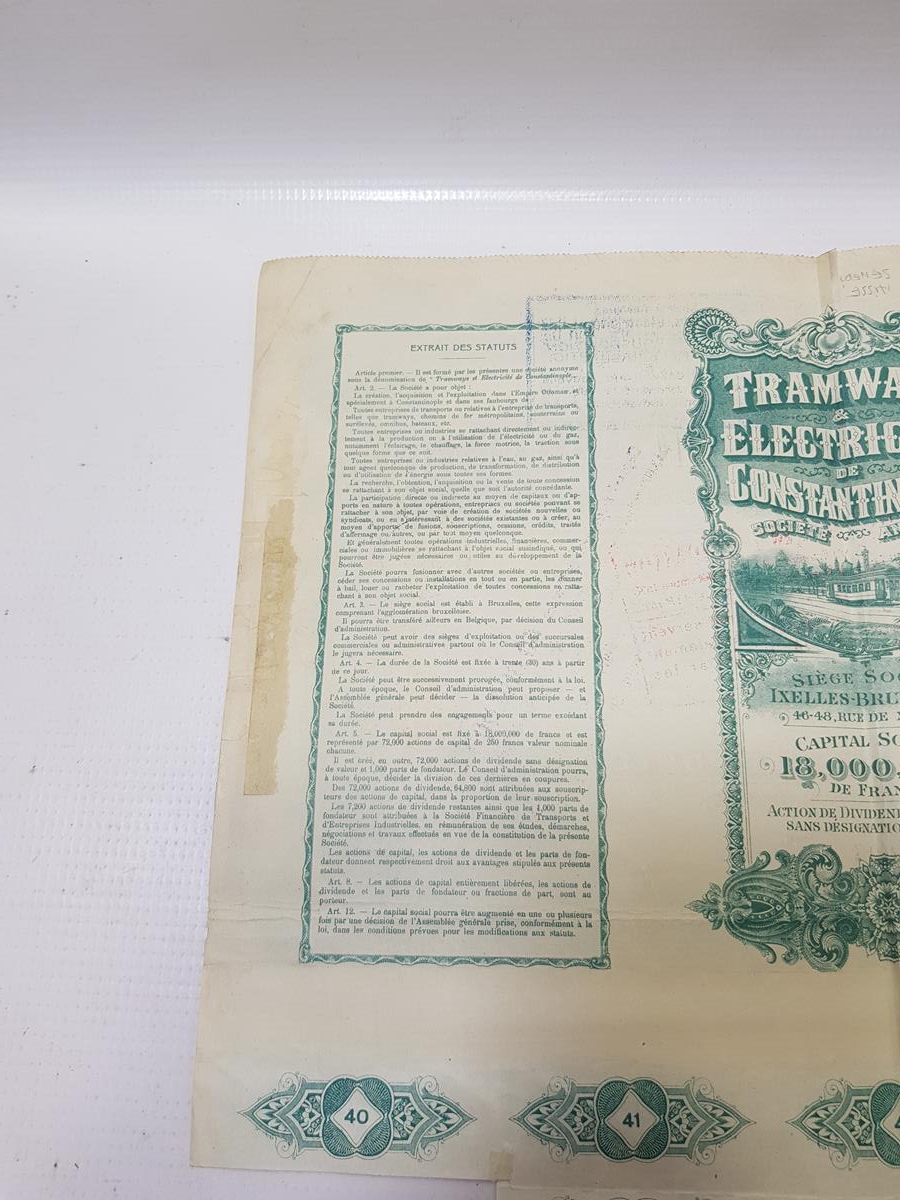 EXTRAIT DES STATUTS
Article premier. — Il est formé par les présentes une société anonyme
sous la dénomination de " Tramways et Electricité de Constantinople
Art. 2. — La Société a pour objet :
La création, l'acquisition et l'exploitation dans l'Empire Ottoman et
spécialement à Constantinople et dans ses faubourgs de
Toutes entreprises de transports ou relatives à l'entreprise de transports,
telles que tramways, chemins de fer métropolitains, souterrains ou
surélevés, omnibus, bateaux, etc.
Toutes entreprises ou industries se rattachant directement ou indirec-
tement à la production ou à l'utilisation de l'électricité ou du gaz,
notamment l'éclairage, le chauffage, la force motrice, la traction sous
quelque forme que ce soit.
Toutes entreprises ou industries relatives à l'eau, au gaz, ainsi qu'à
tout agent quelconque de production, de transformation, de distribution
ou d'utilisation de l'énergie sous toutes ses formes.
La recherche, l'obtention, l'acquisition ou la vente de toute concession
se rattachant à son objet social, quelle que soit l'autorité concédante.
La participation directe ou indirecte au moyen de capitaux ou d'ap-
ports en nature à toutes opérations, entreprises ou sociétés pouvant se
rattacher à son objet, par voie de création de sociétés nouvelles ou
syndicats, ou en s'intéressant à des sociétés existantes ou à créer, au
moyen d'apports, de fusions, souscriptions, cessions, crédits, traités
d'affermage ou autres, ou par tout moyen quelconque.
Et généralement toutes opérations industrielles, financières, commer-
ciales ou immobilières se rattachant à l'objet social susindiqué, ou qui
pourront être jugées nécessaires ou utiles au développement de la
Société.
La Société pourra fusionner avec d'autres sociétés ou entreprises,
céder ses concessions ou installations en tout ou en partie, les donner
à bail, louer ou racheter l'exploitation de toutes concessions se ratta-
chant à son objet social.
Art. 3. — Le siège social est établi à Bruxelles, cette expression
comprenant l'agglomération bruxelloise.
Il pourra être transféré ailleurs en Belgique, par décision du Conseil
d'administration.
La Société peut avoir des sièges d'exploitation ou des succursales
commerciales ou administratives partout où le Conseil d'administration
le jugera nécessaire.
Art. 4. — La durée de la Société est fixée à trente (30) ans à partir
de ce jour.
La Société peut être successivement prorogée, conformément à la loi.
A toute époque, le Conseil d'administration peut proposer — et
l'Assemblée générale peut décider — la dissolution anticipée de la
Société.
La Société peut prendre des engagements pour un terme excédant
sa durée.
Art. 5. — Le capital social est fixé à 18,000,000 de francs et est
représenté par 72,000 actions de capital de 250 francs valeur nominale
chacune.
Il est créé, en outre, 72,000 actions de dividende sans désignation
de valeur et 1,000 parts de fondateur. Le Conseil d'administration pourra,
à toute époque, décider la division de ces dernières en coupures.
Des 72,000 actions de dividende, 64,800 sont attribuées aux souscrip-
teurs des actions de capital, dans la proportion de leur souscription.
Les 7,200 actions de dividende restantes ainsi que les 1,000 parts de
fondateur sont attribuées à la Société Financière de Transports et
d'Entreprises Industrielles, en rémunération de ses études, démarches,
négociations et travaux effectués en vue de la constitution de la présente
Société.
Les actions de capital, les actions de dividende et les parts de fon-
dateur donnent respectivement droit aux avantages stipulés aux présents
statuts.
Art. 8. — Les actions de capital entièrement libérées, les actions de
dividende et les parts de fondateur ou fractions de part, sont au
porteur.
Art. 12. — Le capital social pourra être augmenté en une ou plusieurs
fois par une décision de l'Assemblée générale prise, conformément à la
loi, dans les conditions prévues pour les modifications aux statuts.
TRAMWA
&
ELECTRIC
DE
CONSTANTIN
SOCIÉTÉ A
SIÈGE SOC
IXELLES-BRU
46-48, RUE DE
CAPITAL SO
18,000,
DE FRAN
ACTION DE DIVIDEN
SANS DÉSIGNATIO
40
41
4